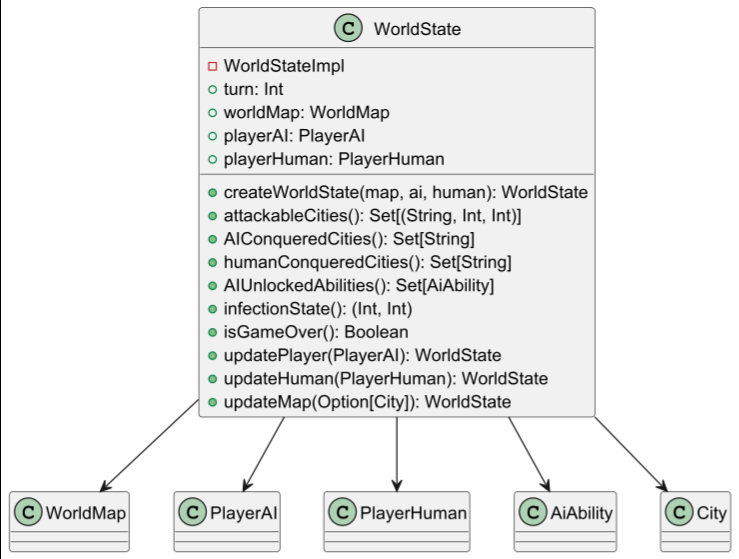 C WorldState
WorldStateImpl
turn: Int
worldMap: WorldMap
playerAI: PlayerAI
playerHuman: PlayerHuman
createWorldState(map, ai, human): WorldState
attackableCities(): Set[(String, Int, Int)]
AIConqueredCities(): Set[String]
humanConqueredCities(): Set[String]
AIUnlockedAbilities(): Set[AiAbility]
infectionState(): (Int, Int)
isGameOver(): Boolean
updatePlayer(PlayerAI): WorldState
updateHuman(PlayerHuman): WorldState
updateMap(Option[City]): WorldState
C WorldMap
C PlayerAI
C PlayerHuman
C AiAbility
C City